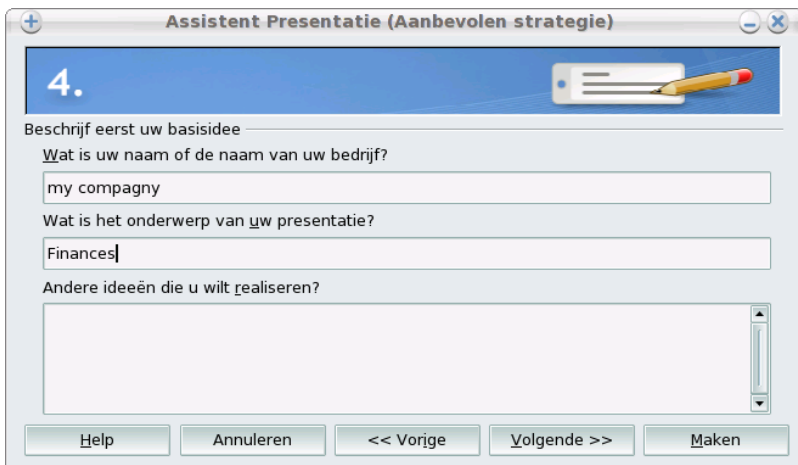 Assistent Presentatie (Aanbevolen strategie)
4.
Beschrijf eerst uw basisidee
Wat is uw naam of de naam van uw bedrijf?
my compagny
Wat is het onderwerp van uw presentatie?
Finances
Andere ideeën die u wilt realiseren?
Help Annuleren << Vorige Volgende >> Maken